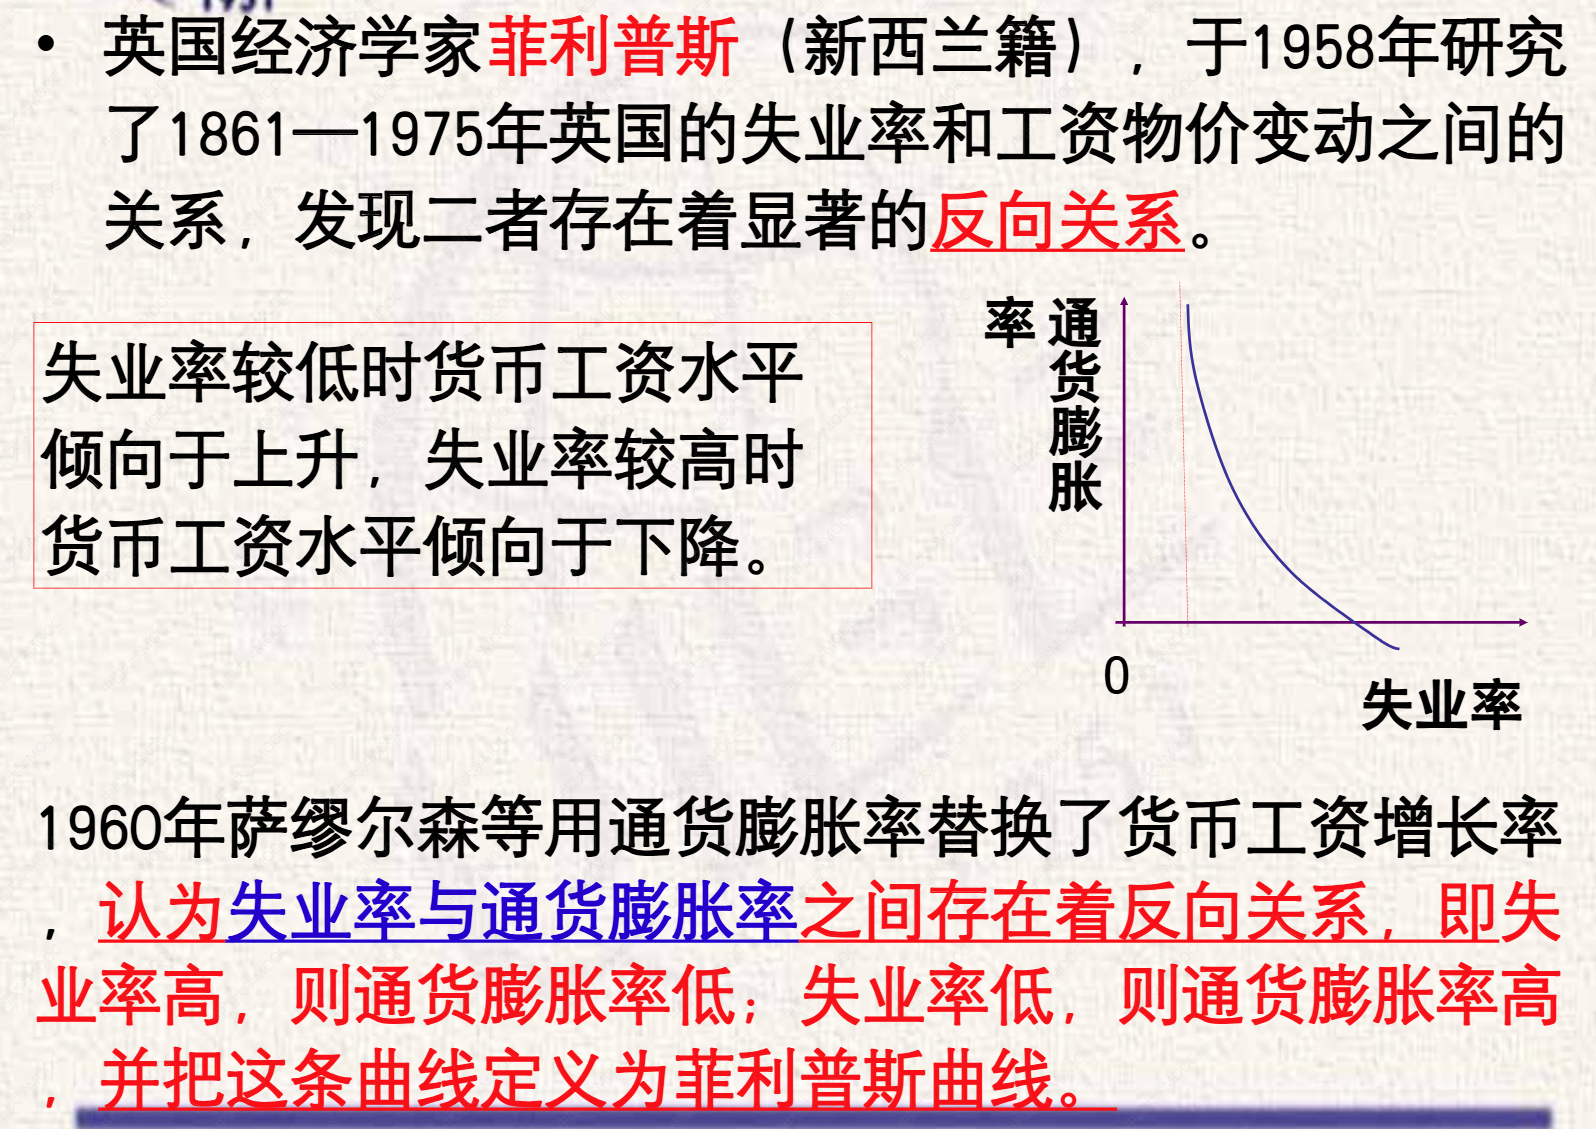 • 英国经济学家菲利普斯（新西兰籍），于1958年研究
了1861—1975年英国的失业率和工资物价变动之间的
关系，发现二者存在着显著的反向关系。
失业率较低时货币工资水平
倾向于上升，失业率较高时
货币工资水平倾向于下降。
通货膨胀
率
0
失业率
1960年萨缪尔森等用通货膨胀率替换了货币工资增长率
，认为失业率与通货膨胀率之间存在着反向关系，即失
业率高，则通货膨胀率低；失业率低，则通货膨胀率高
，并把这条曲线定义为菲利普斯曲线。